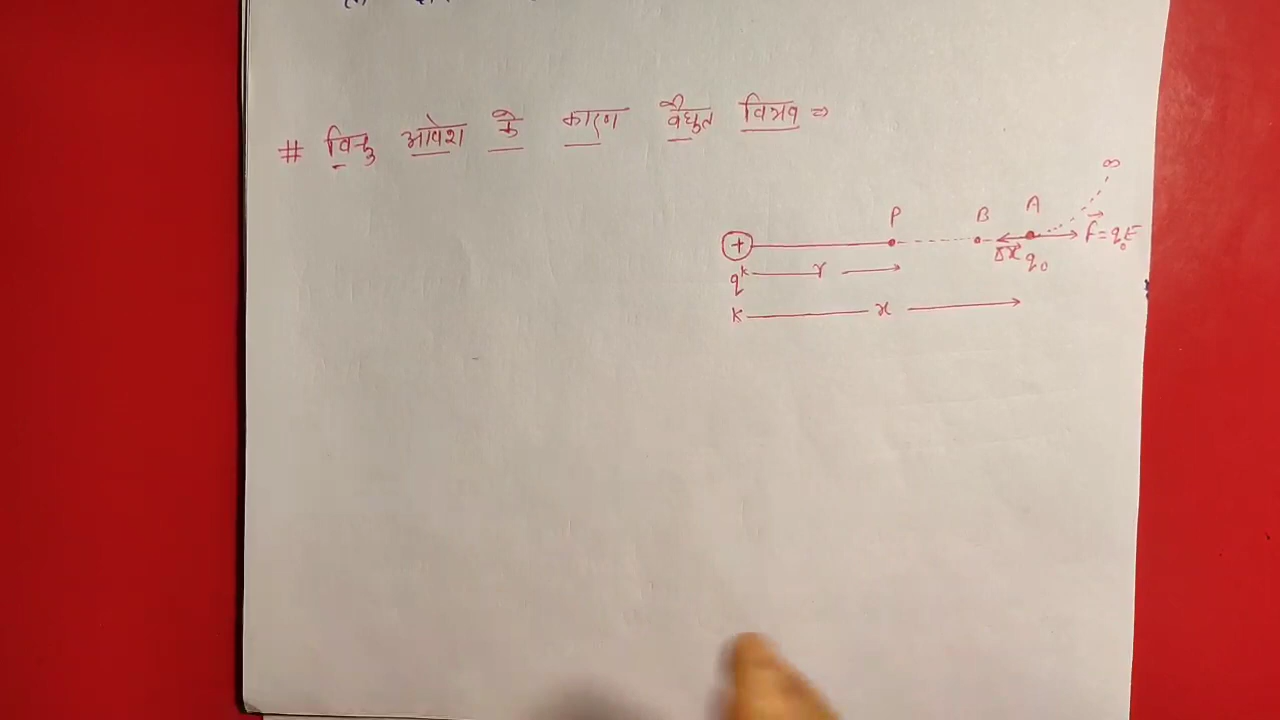 # विन्दु आवेश के कारण वैधुत विभव ⇒
∞
P B A
+ F⃗ = q₀E
Δx q₀
q r
x